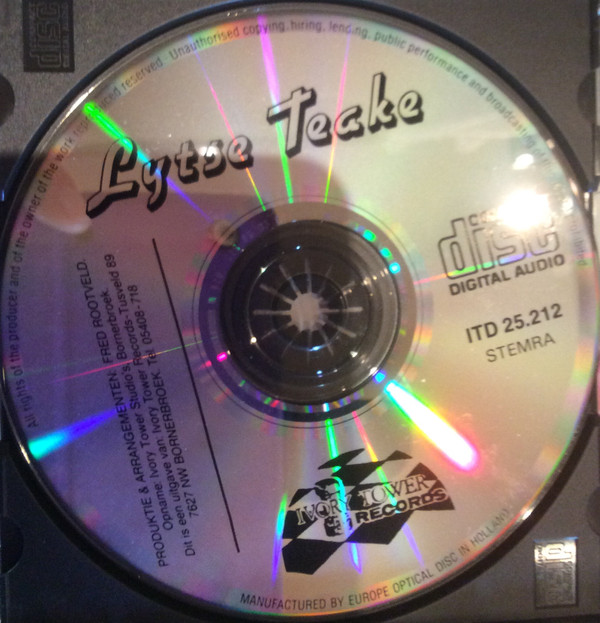 All rights of the producer and of the owner of the work reproduced reserved. Unauthorised copying, hiring, lending, public performance and broadcasting
Lytse Teake
disc
DIGITAL AUDIO
ITD 25.212
STEMRA
PRODUKTIE & ARRANGEMENTEN: FRED ROOTVELD.
Opname: Ivory Tower Studio's, Bornerbroek.
Dit is een uitgave van: Ivory Tower Records-Tusveld 89
7627 NW BORNERBROEK. Tel. 05408-718
IVORY TOWER
RECORDS
MANUFACTURED BY EUROPE OPTICAL DISC IN HOLLAND